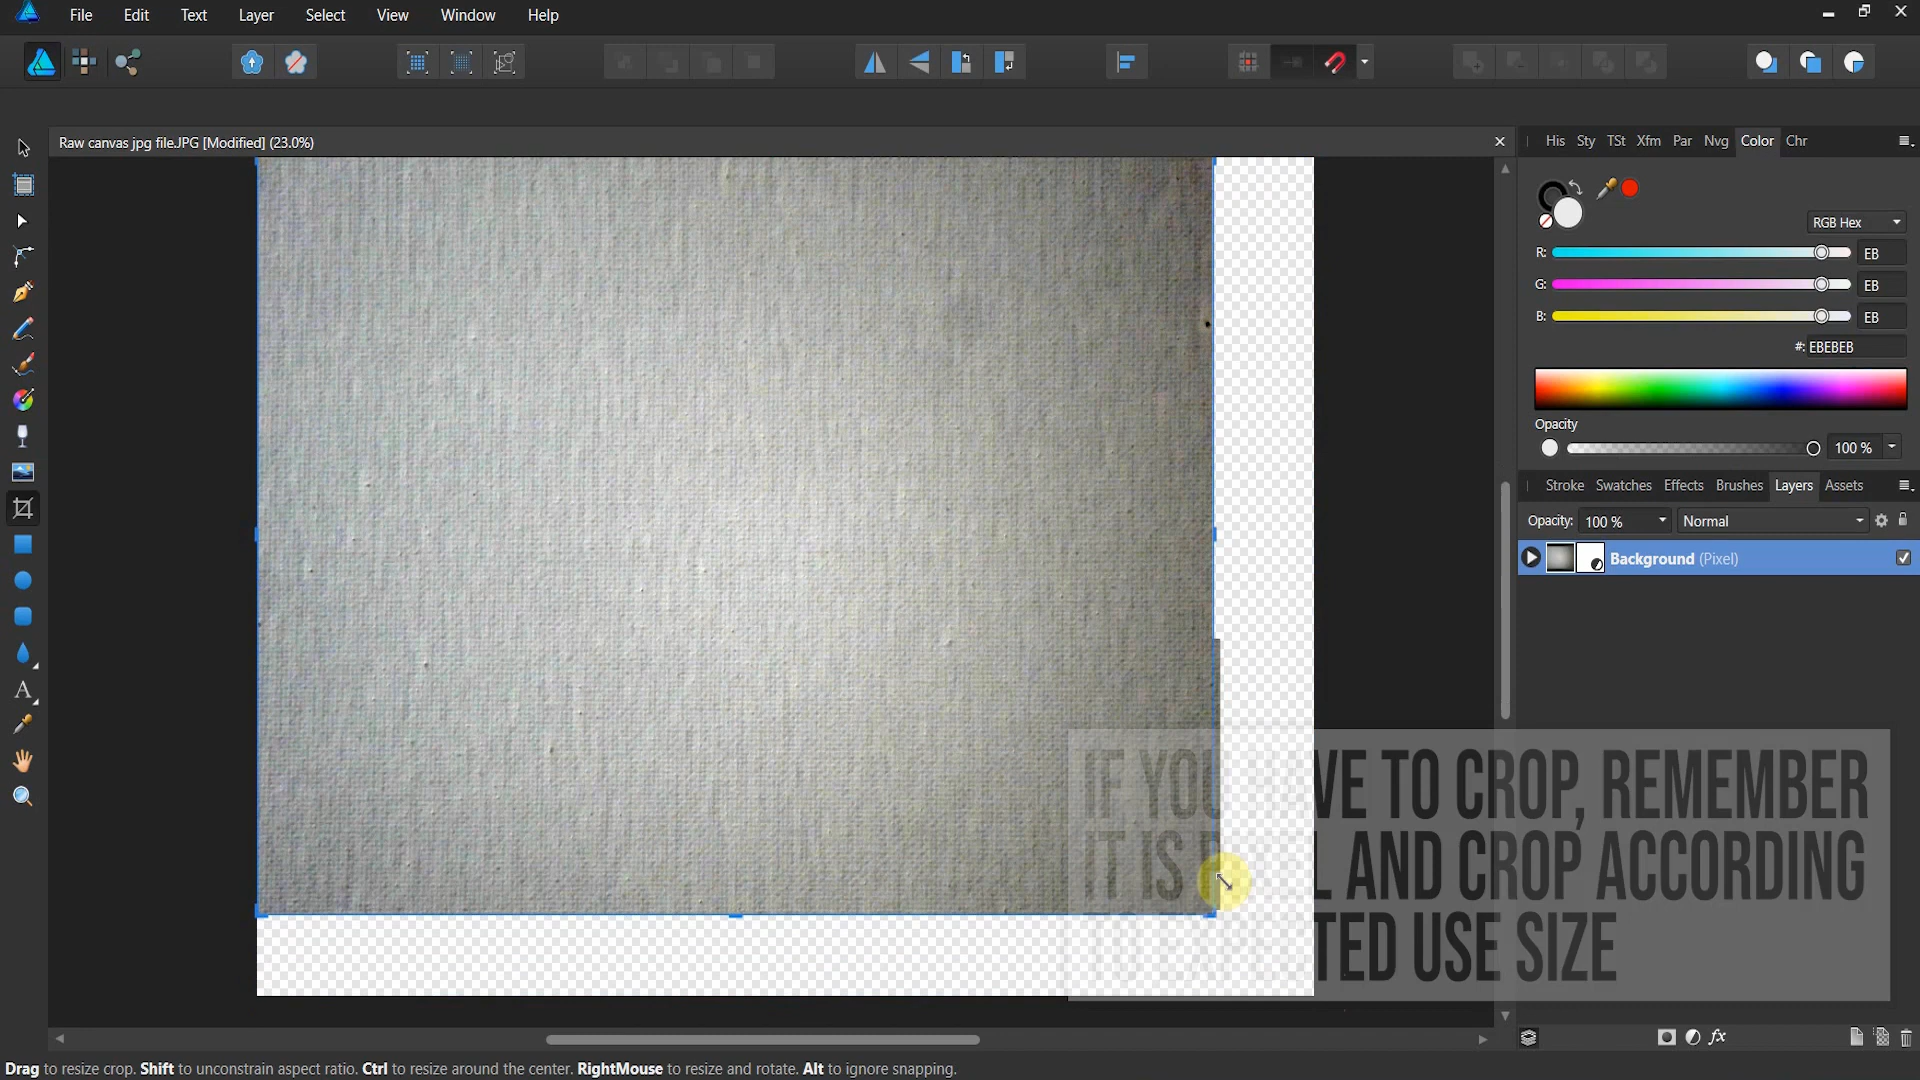 File Edit Text Layer Select View Window Help
Raw canvas jpg file.JPG [Modified] (23.0%)
His Sty TSt Xfm Par Nvg Color Chr
RGB Hex
R: EB
G: EB
B: EB
#: EBEBEB
Opacity
100 %
Stroke Swatches Effects Brushes Layers Assets
Opacity: 100 % Normal
Background (Pixel)
IF YOU VE TO CROP, REMEMBER
IT IS L AND CROP ACCORDING
TED USE SIZE
Drag to resize crop. Shift to unconstrain aspect ratio. Ctrl to resize around the center. RightMouse to resize and rotate. Alt to ignore snapping.